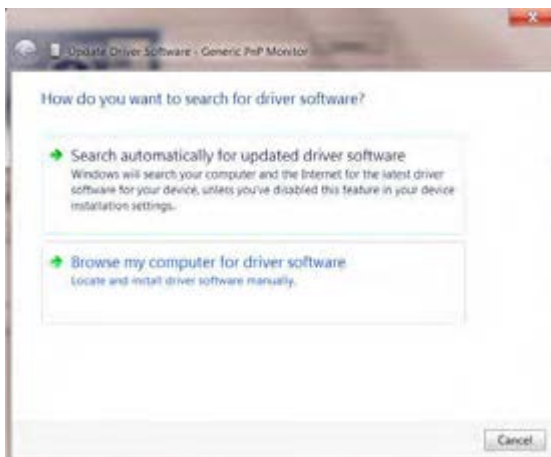 Update Driver Software - Generic PnP Monitor
How do you want to search for driver software?
Search automatically for updated driver software
Windows will search your computer and the Internet for the latest driver
software for your device, unless you've disabled this feature in your device
installation settings.
Browse my computer for driver software
Locate and install driver software manually.
Cancel